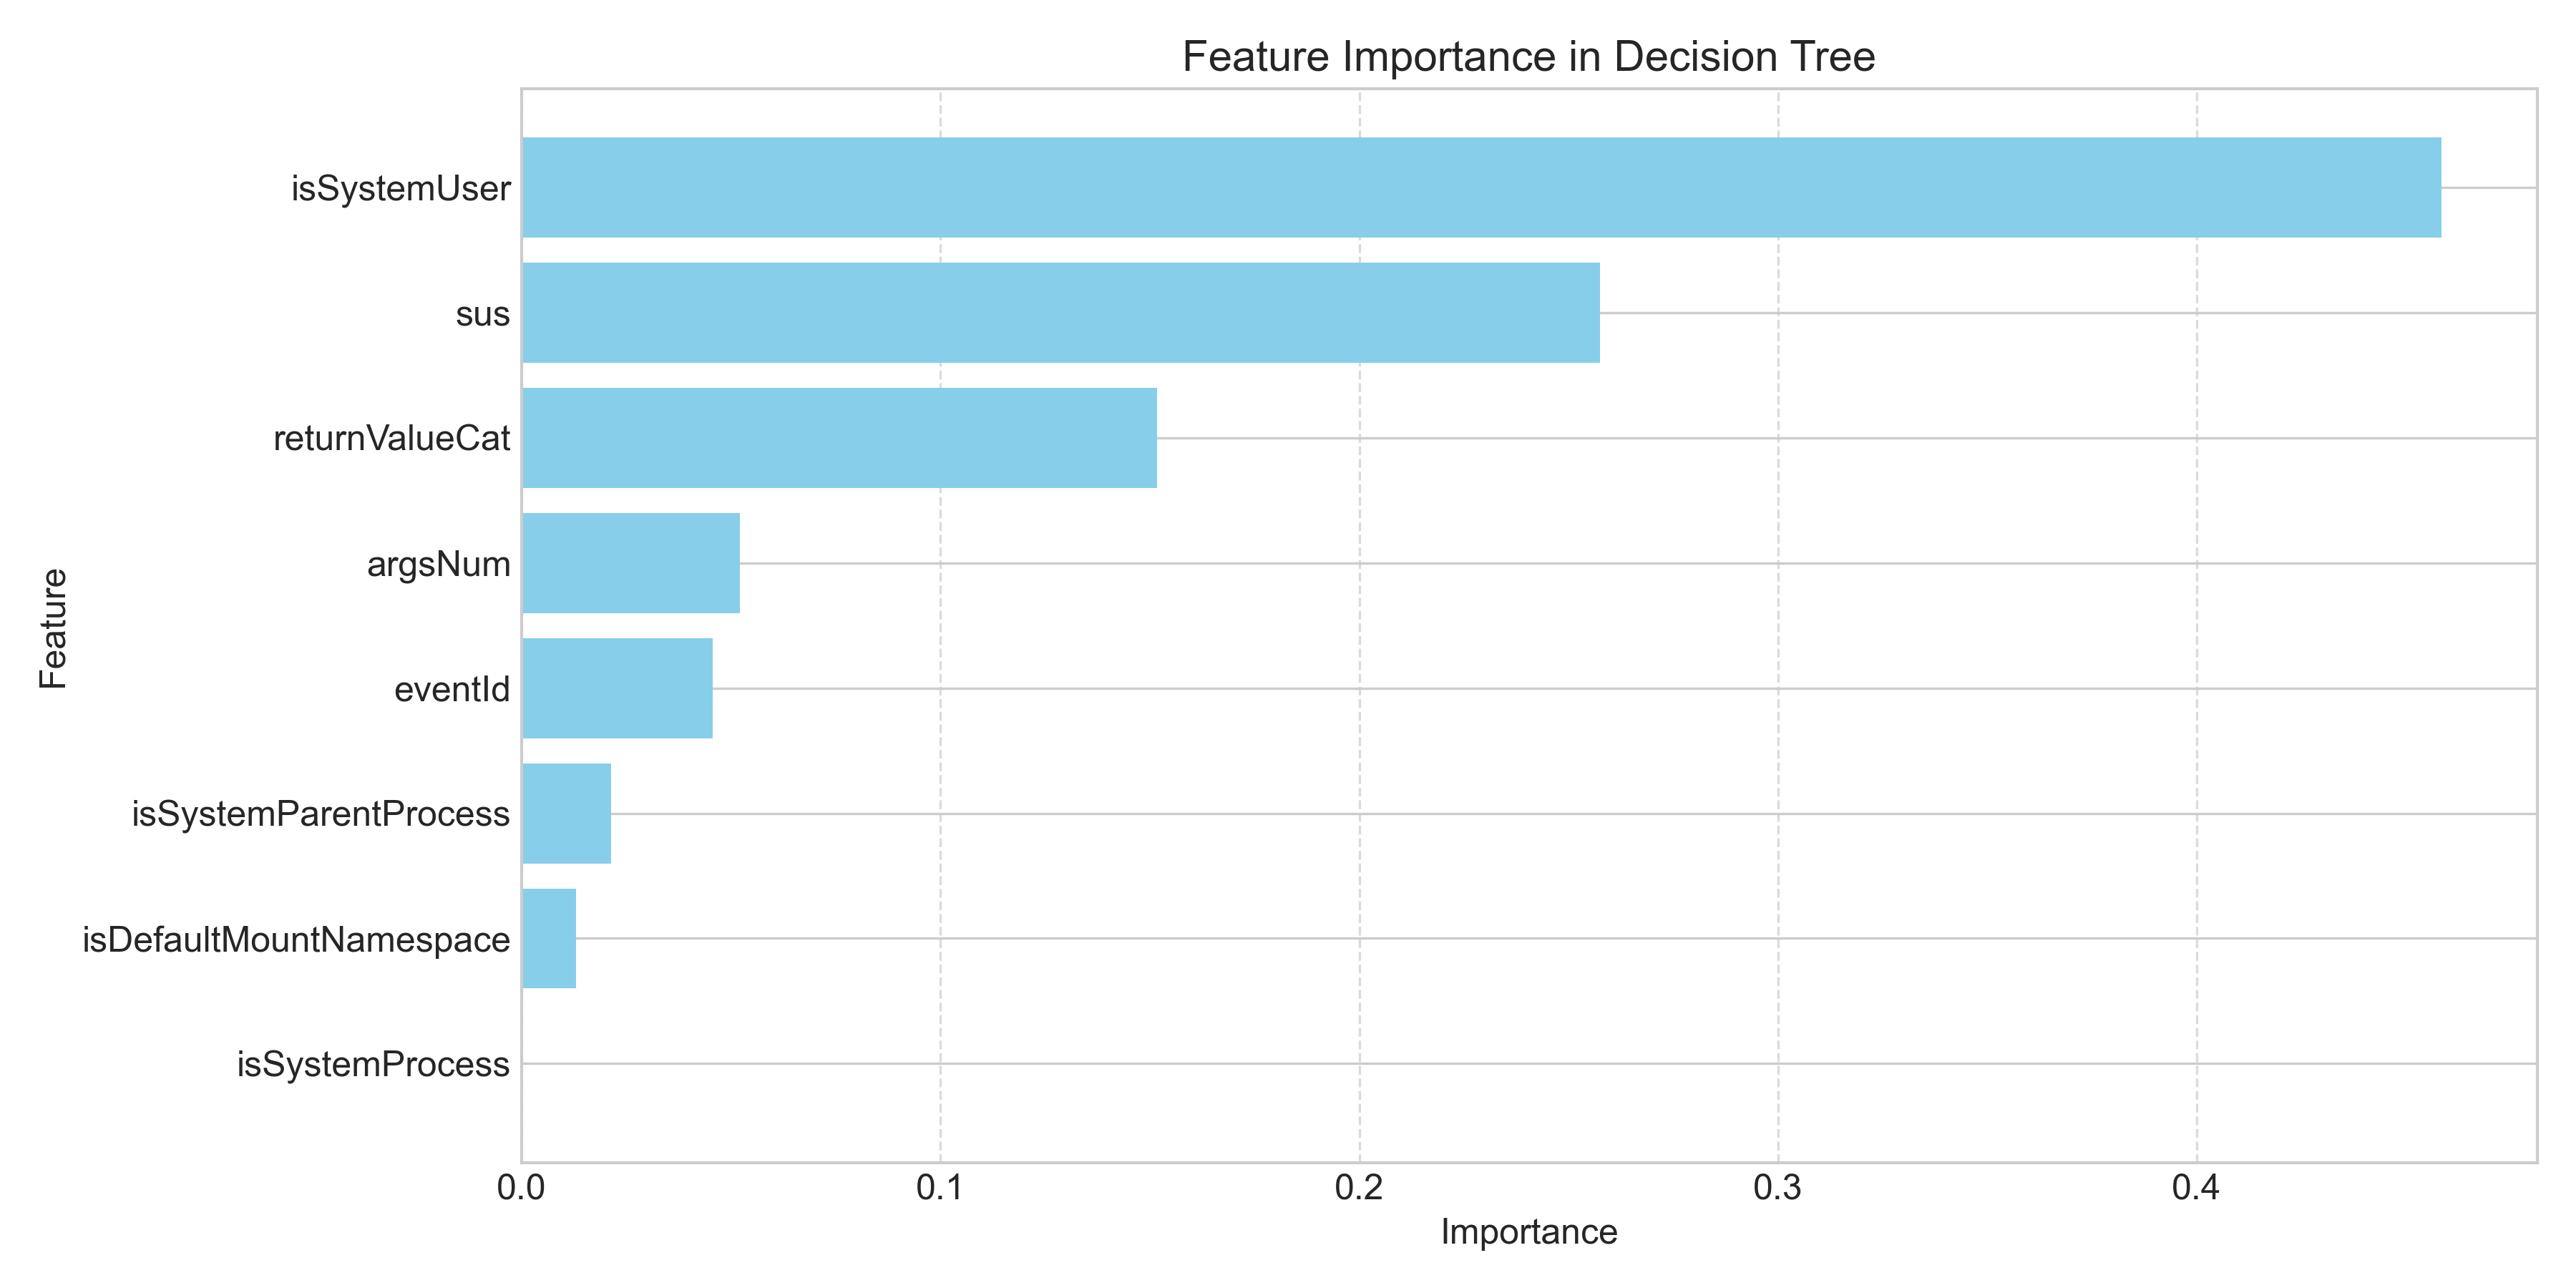 Feature Importance in Decision Tree
isSystemUser
sus
returnValueCat
argsNum
eventId
isSystemParentProcess
isDefaultMountNamespace
isSystemProcess
Feature
0.0 0.1 0.2 0.3 0.4
Importance